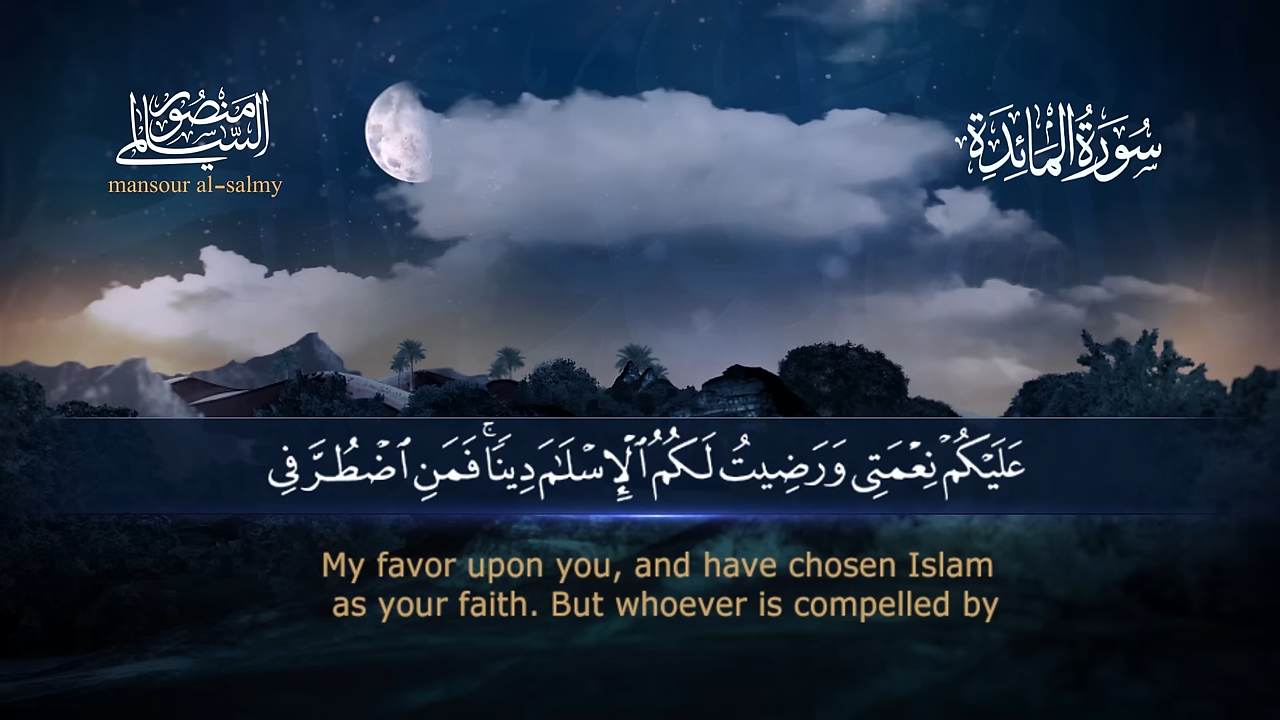 منصور
السالمي
mansour al-salmy
سُورَةُ المَائِدَةِ
عَلَيْكُمْ نِعْمَتِى وَرَضِيتُ لَكُمُ ٱلْإِسْلَـٰمَ دِينًۭا ۚ فَمَنِ ٱضْطُرَّ فِى
My favor upon you, and have chosen Islam
as your faith. But whoever is compelled by